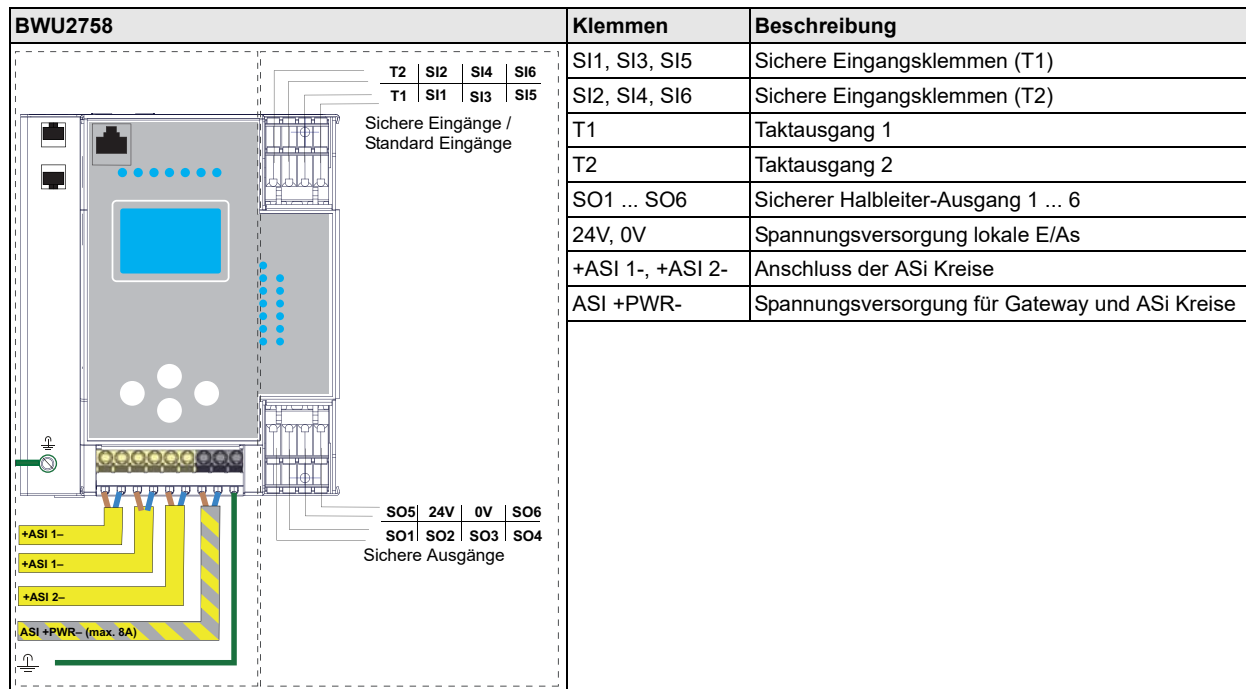 BWU2758
Klemmen
Beschreibung
T2 SI2 SI4 SI6
T1 SI1 SI3 SI5
Sichere Eingänge /
Standard Eingänge
SO5 24V 0V SO6
SO1 SO2 SO3 SO4
Sichere Ausgänge
+ASI 1–
+ASI 1–
+ASI 2–
ASI +PWR– (max. 8A)
SI1, SI3, SI5 Sichere Eingangsklemmen (T1)
SI2, SI4, SI6 Sichere Eingangsklemmen (T2)
T1 Taktausgang 1
T2 Taktausgang 2
SO1 ... SO6 Sicherer Halbleiter-Ausgang 1 ... 6
24V, 0V Spannungsversorgung lokale E/As
+ASI 1-, +ASI 2- Anschluss der ASi Kreise
ASI +PWR- Spannungsversorgung für Gateway und ASi Kreise